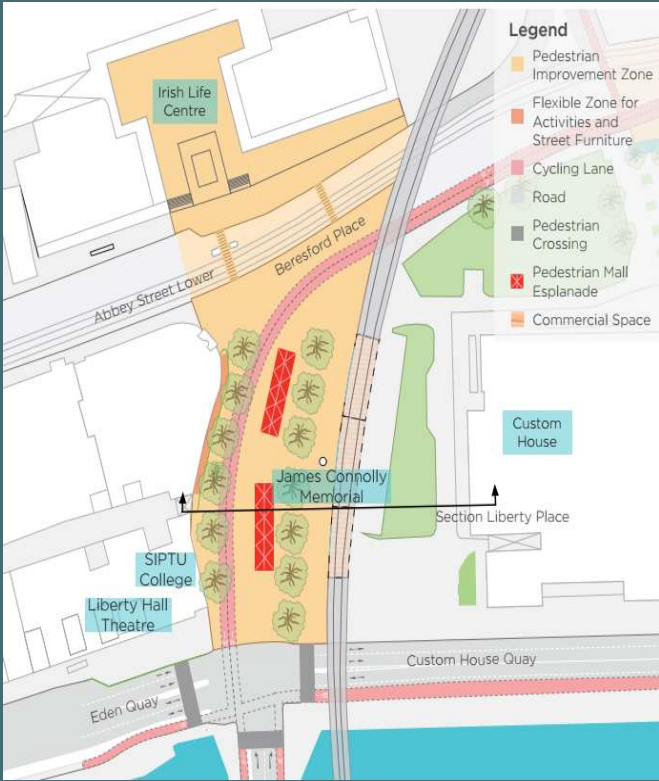 Legend
Pedestrian
Improvement Zone
Flexible Zone for
Activities and
Street Furniture
Cycling Lane
Road
Pedestrian
Crossing
Pedestrian Mall
Esplanade
Commercial Space
Irish Life
Centre
Abbey Street Lower
Beresford Place
Custom
House
James Connolly
Memorial
Section Liberty Place
SIPTU
College
Liberty Hall
Theatre
Custom House Quay
Eden Quay